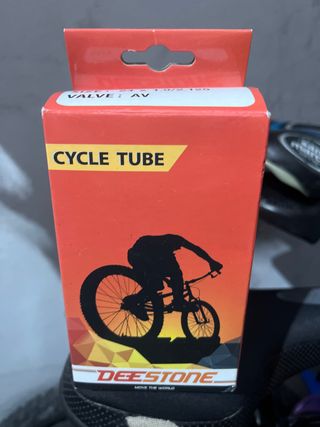 VALVE: AV
CYCLE TUBE
DEESTONE
MOVE THE WORLD